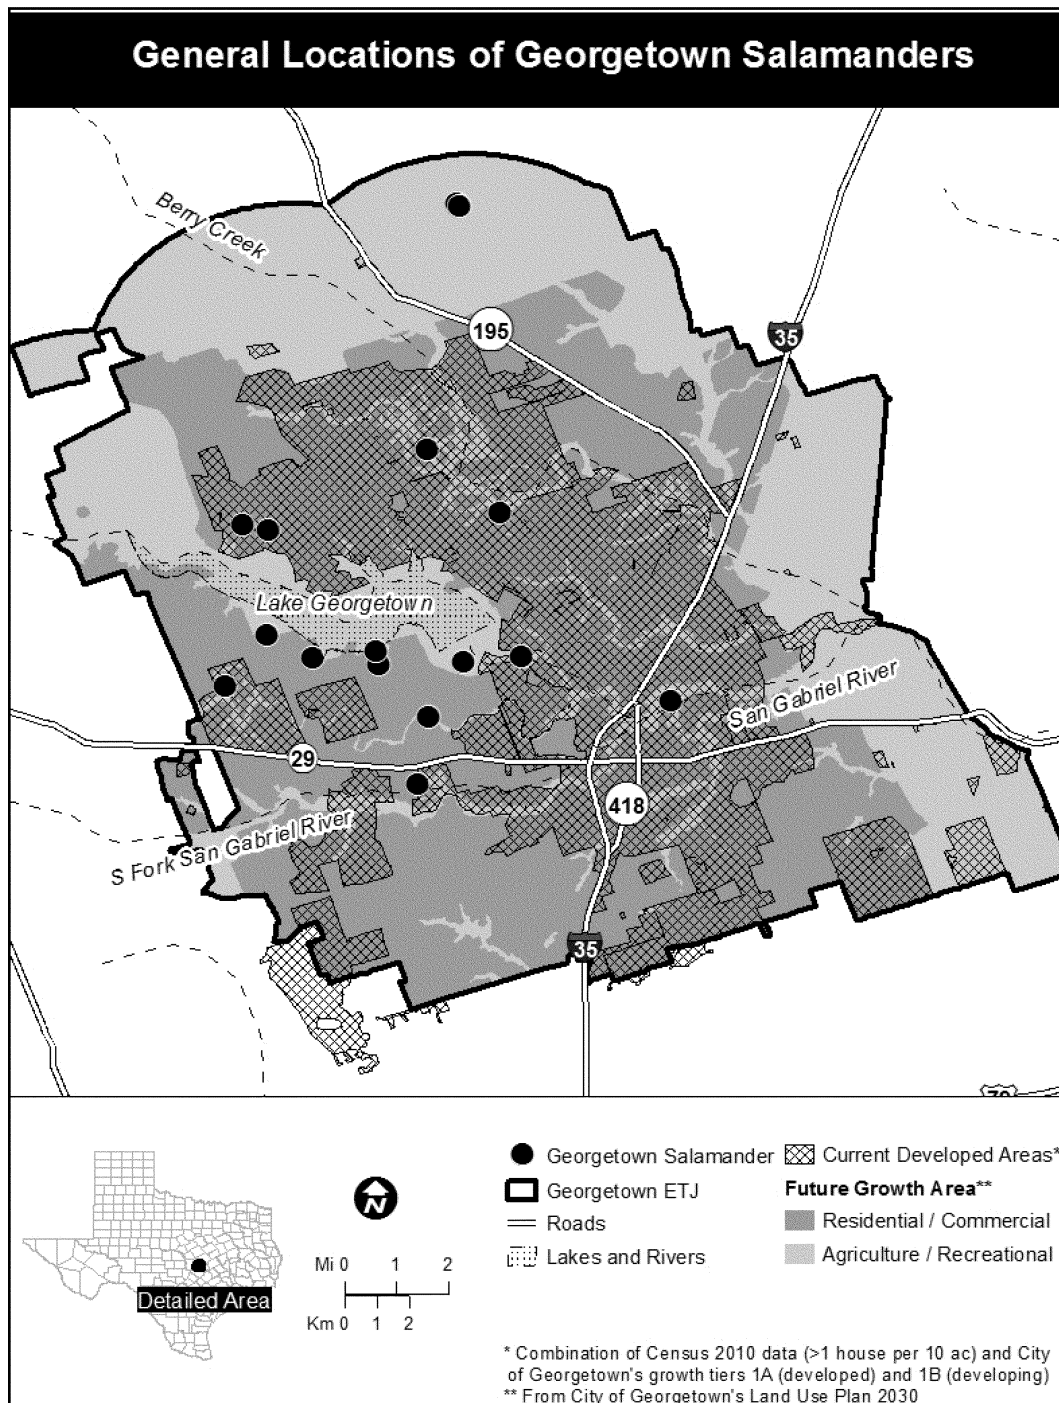 General Locations of Georgetown Salamanders
Berry Creek
195
35
Lake Georgetown
San Gabriel River
29
418
S Fork San Gabriel River
35
Georgetown Salamander
Georgetown ETJ
Roads
Lakes and Rivers
Current Developed Areas*
Future Growth Area**
Residential / Commercial
Agriculture / Recreational
N
Mi 0 1 2
Km 0 1 2
Detailed Area
* Combination of Census 2010 data (>1 house per 10 ac) and City
of Georgetown's growth tiers 1A (developed) and 1B (developing)
** From City of Georgetown's Land Use Plan 2030